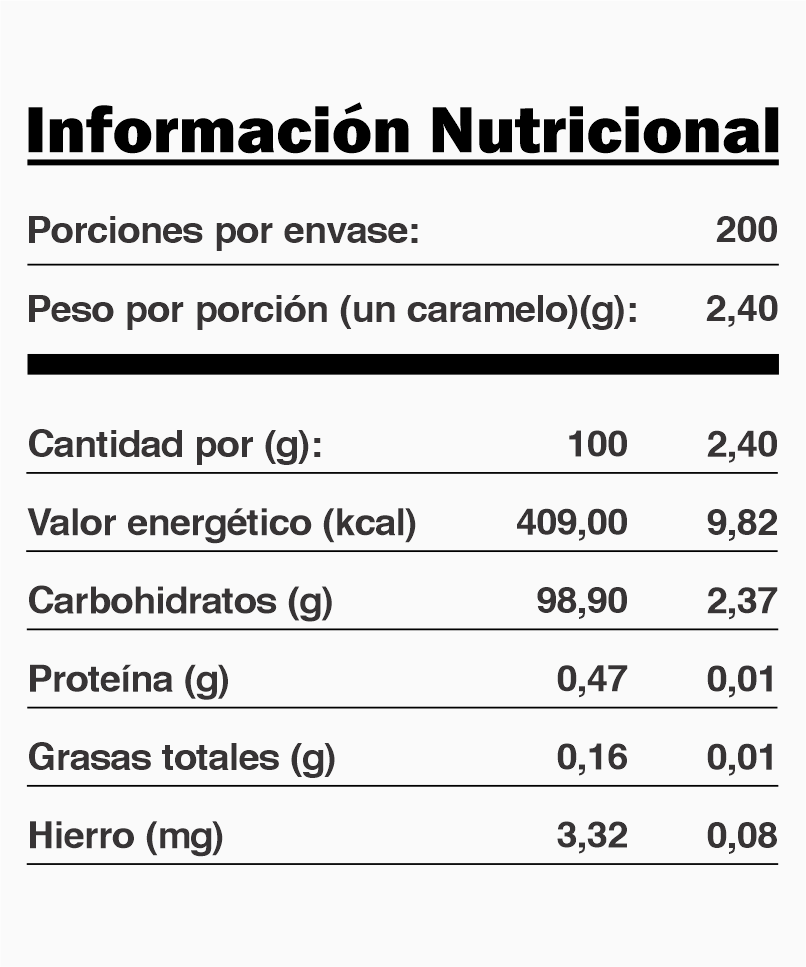 Información Nutricional
Porciones por envase: 200
Peso por porción (un caramelo)(g): 2,40
Cantidad por (g): 100 2,40
Valor energético (kcal) 409,00 9,82
Carbohidratos (g) 98,90 2,37
Proteína (g) 0,47 0,01
Grasas totales (g) 0,16 0,01
Hierro (mg) 3,32 0,08